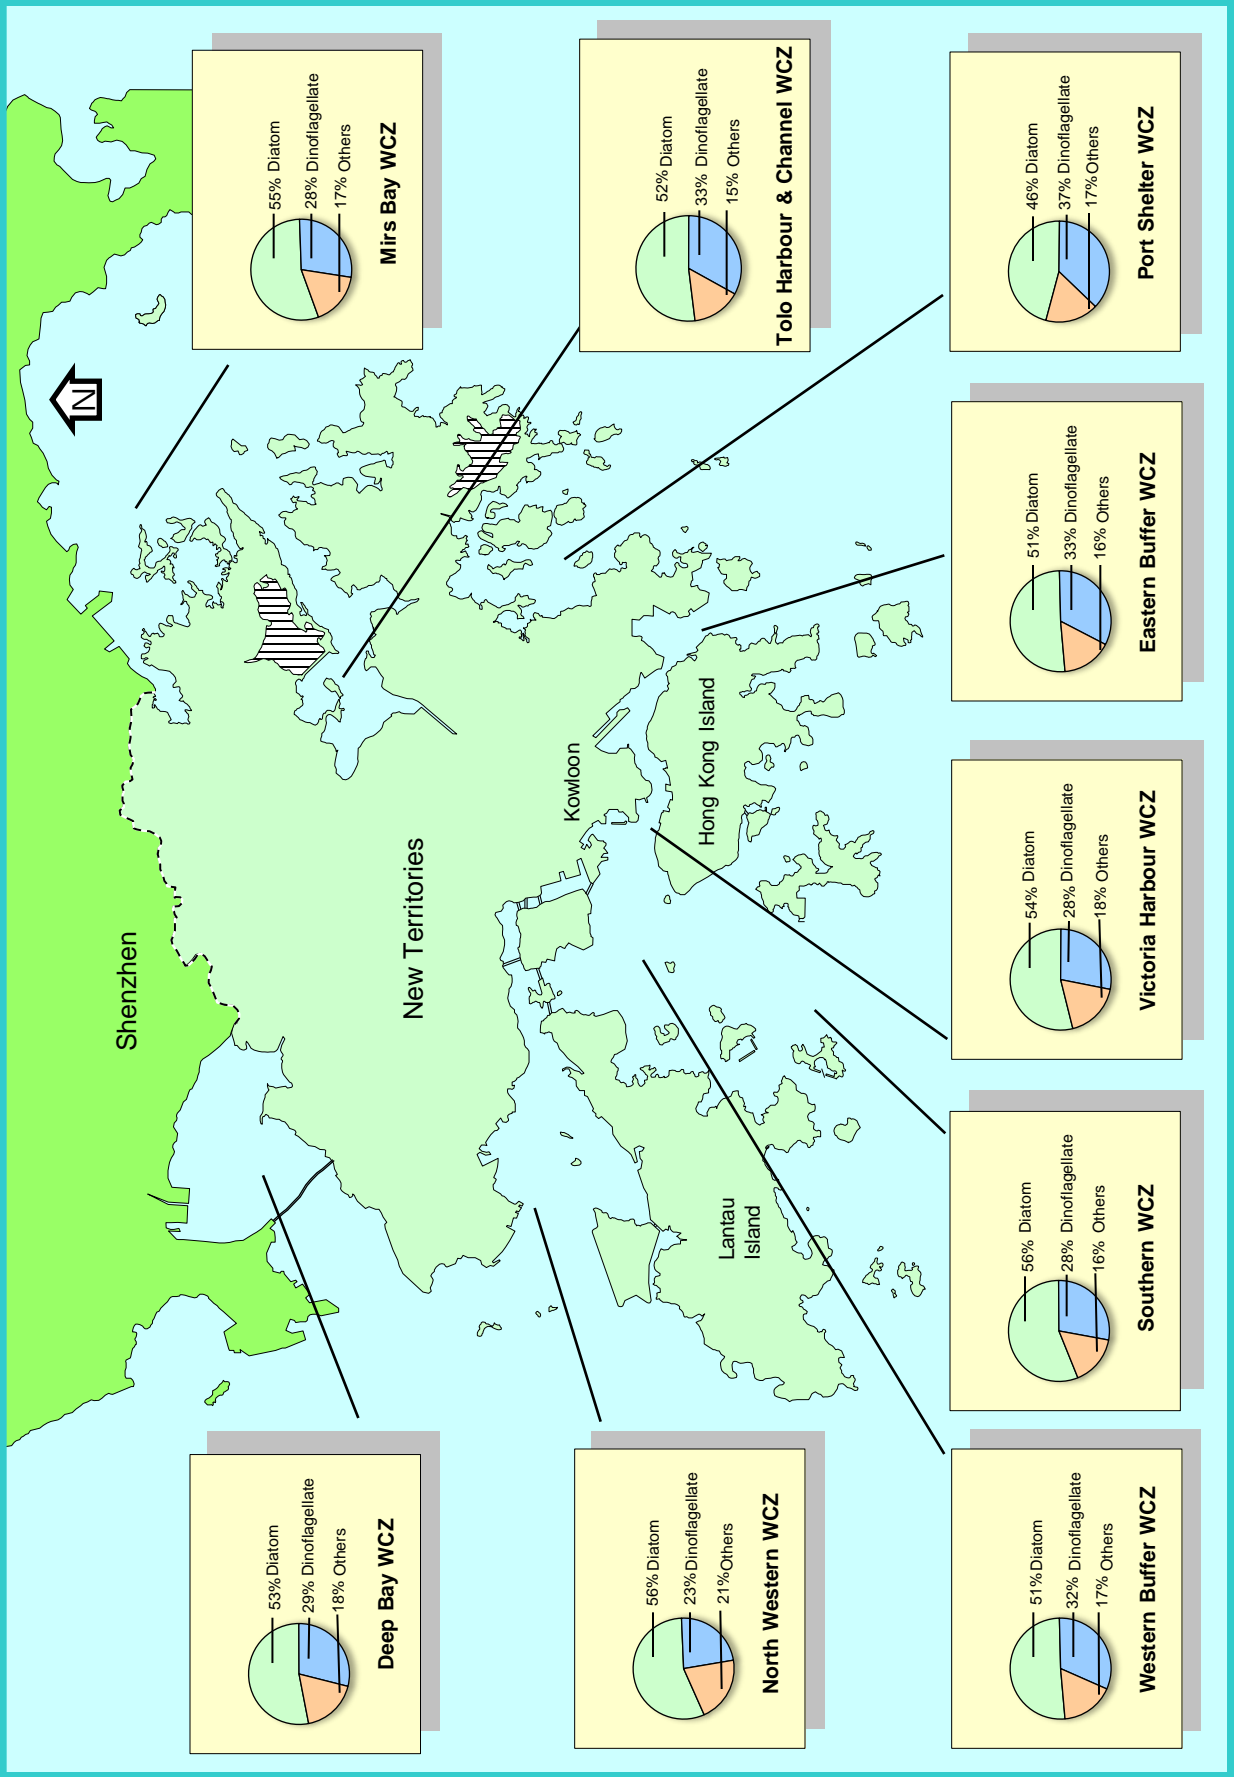 Deep Bay WCZ
53% Diatom
29% Dinoflagellate
18% Others
Mirs Bay WCZ
55% Diatom
28% Dinoflagellate
17% Others
North Western WCZ
56% Diatom
23% Dinoflagellate
21% Others
Tolo Harbour & Channel WCZ
52% Diatom
33% Dinoflagellate
15% Others
Western Buffer WCZ
51% Diatom
32% Dinoflagellate
17% Others
Southern WCZ
56% Diatom
28% Dinoflagellate
16% Others
Victoria Harbour WCZ
54% Diatom
28% Dinoflagellate
18% Others
Eastern Buffer WCZ
51% Diatom
33% Dinoflagellate
16% Others
Port Shelter WCZ
46% Diatom
37% Dinoflagellate
17% Others
N
Shenzhen
New Territories
Kowloon
Hong Kong Island
Lantau
Island